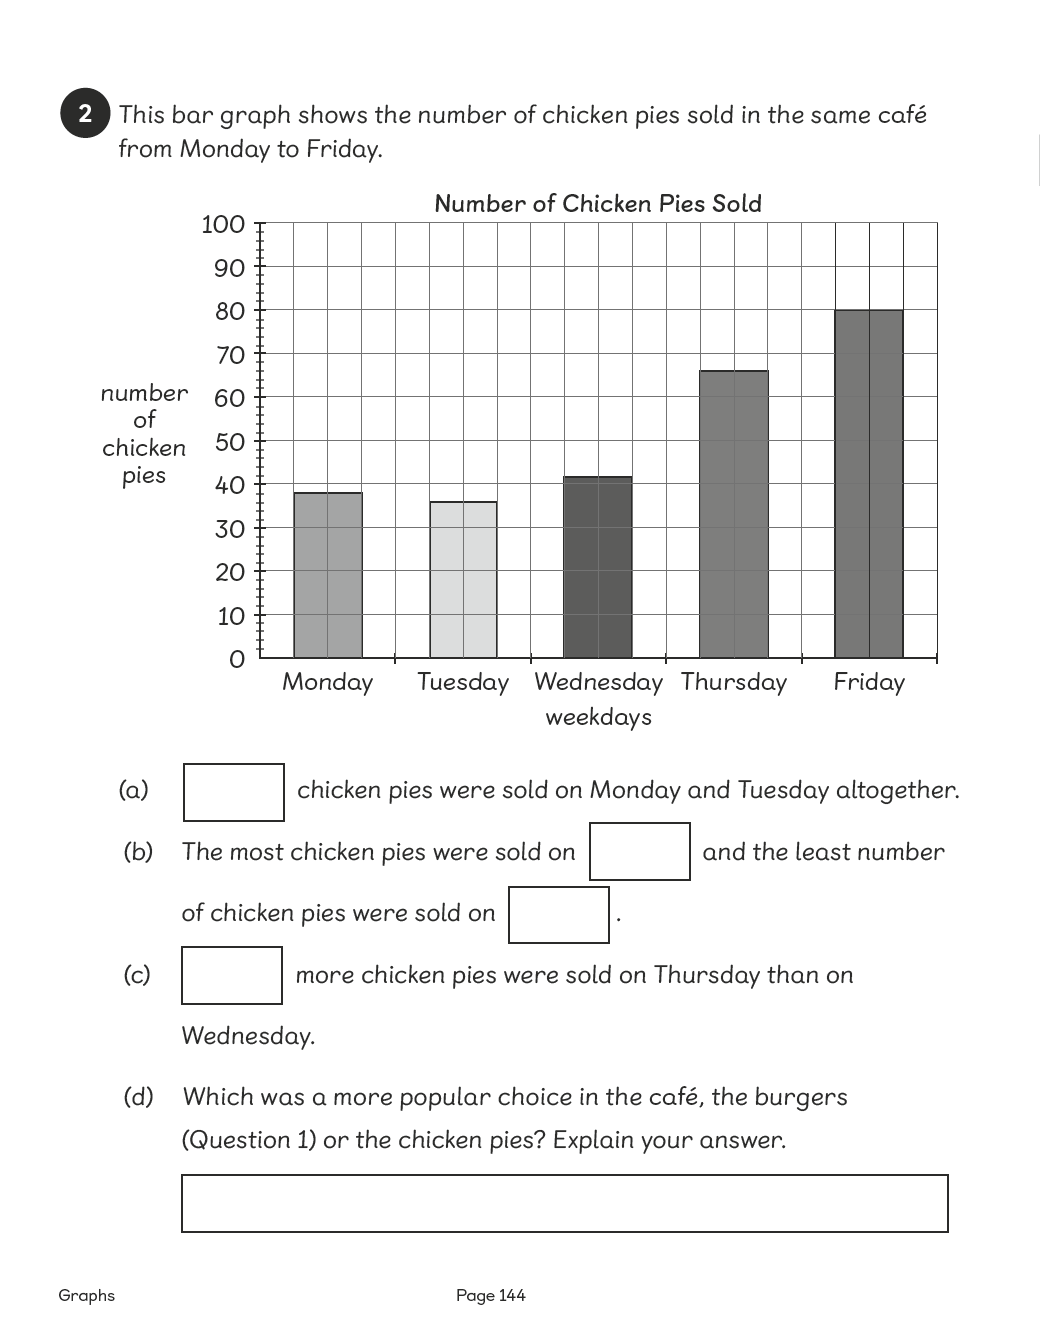 2 This bar graph shows the number of chicken pies sold in the same café
from Monday to Friday.
Number of Chicken Pies Sold
100
90
80
70
60
50
40
30
20
10
0
number
of
chicken
pies
Monday Tuesday Wednesday Thursday Friday
weekdays
(a) chicken pies were sold on Monday and Tuesday altogether.
(b) The most chicken pies were sold on and the least number
of chicken pies were sold on .
(c) more chicken pies were sold on Thursday than on
Wednesday.
(d) Which was a more popular choice in the café, the burgers
(Question 1) or the chicken pies? Explain your answer.
Graphs Page 144